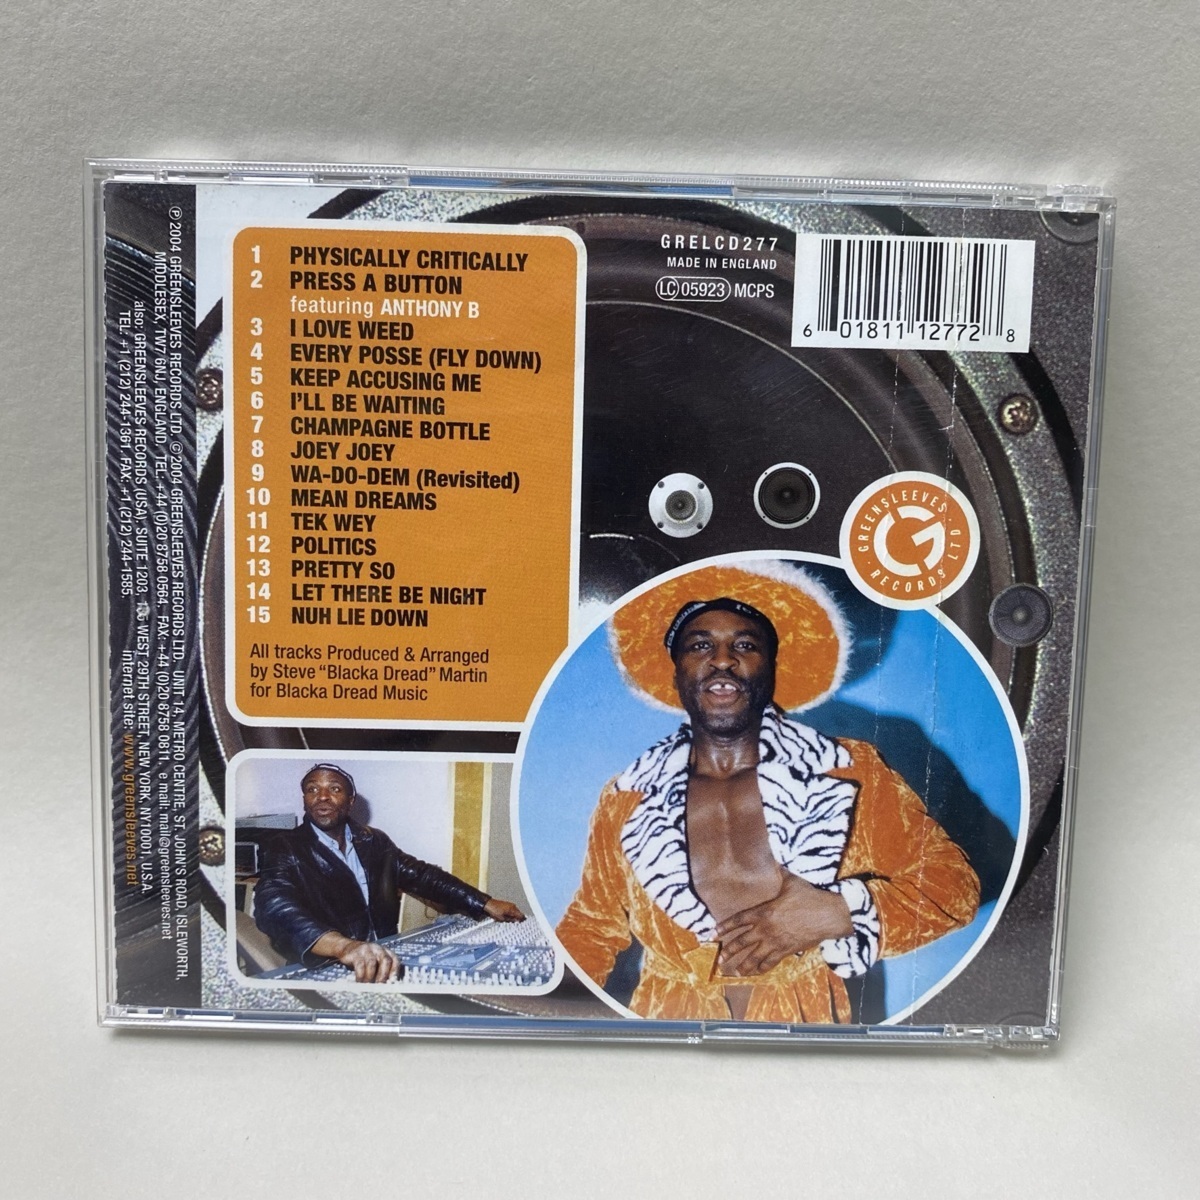 1 PHYSICALLY CRITICALLY
2 PRESS A BUTTON
featuring ANTHONY B
3 I LOVE WEED
4 EVERY POSSE (FLY DOWN)
5 KEEP ACCUSING ME
6 I'LL BE WAITING
7 CHAMPAGNE BOTTLE
8 JOEY JOEY
9 WA-DO-DEM (Revisited)
10 MEAN DREAMS
11 TEK WEY
12 POLITICS
13 PRETTY SO
14 LET THERE BE NIGHT
15 NUH LIE DOWN
All tracks Produced & Arranged
by Steve "Blacka Dread" Martin
for Blacka Dread Music
GRELCD277
MADE IN ENGLAND
LC 05923 MCPS
6 01811 12772 8
GREENSLEEVES RECORDS LTD
℗ 2004 GREENSLEEVES RECORDS LTD. © 2004 GREENSLEEVES RECORDS LTD. UNIT 14, METRO CENTRE, ST. JOHN'S ROAD, ISLEWORTH,
MIDDLESEX, TW7 6NJ, ENGLAND. TEL: +44 (0)20 8758 0564. FAX: +44 (0)20 8758 0811. e mail: mail@greensleeves.net
also: GREENSLEEVES RECORDS (USA), SUITE 1203, WEST 29TH STREET, NEW YORK, NY10001, U.S.A.
TEL: +1 (212) 244-1361. FAX: +1 (212) 244-1585. internet site: www.greensleeves.net